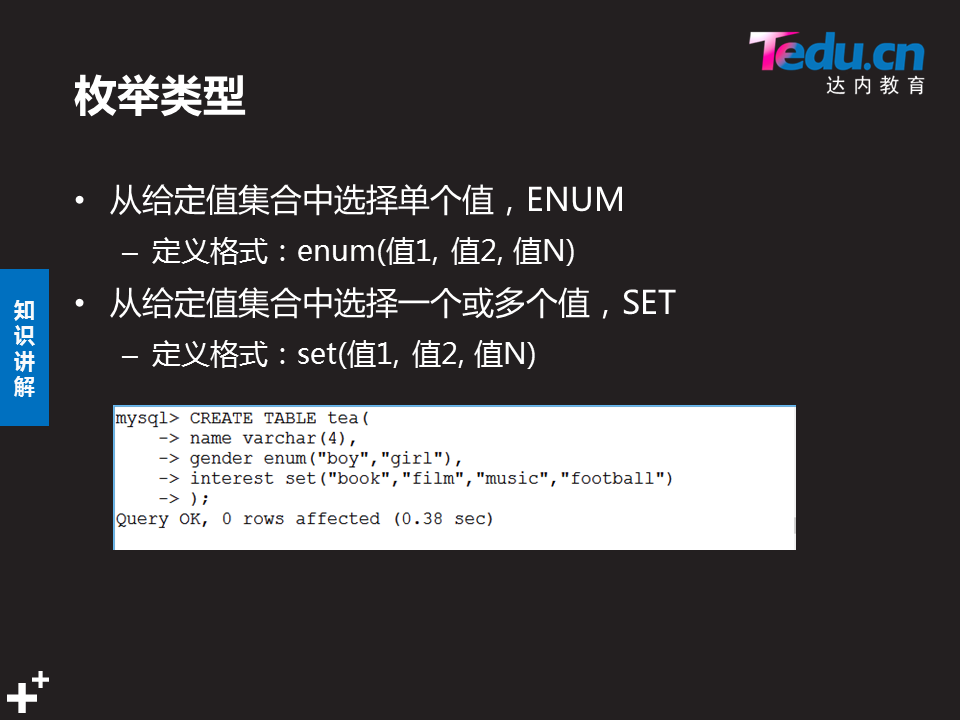 Tedu.cn
达内教育
枚举类型
• 从给定值集合中选择单个值，ENUM
– 定义格式：enum(值1, 值2, 值N)
• 从给定值集合中选择一个或多个值，SET
– 定义格式：set(值1, 值2, 值N)
知识讲解
mysql> CREATE TABLE tea(
-> name varchar(4),
-> gender enum("boy","girl"),
-> interest set("book","film","music","football")
-> );
Query OK, 0 rows affected (0.38 sec)